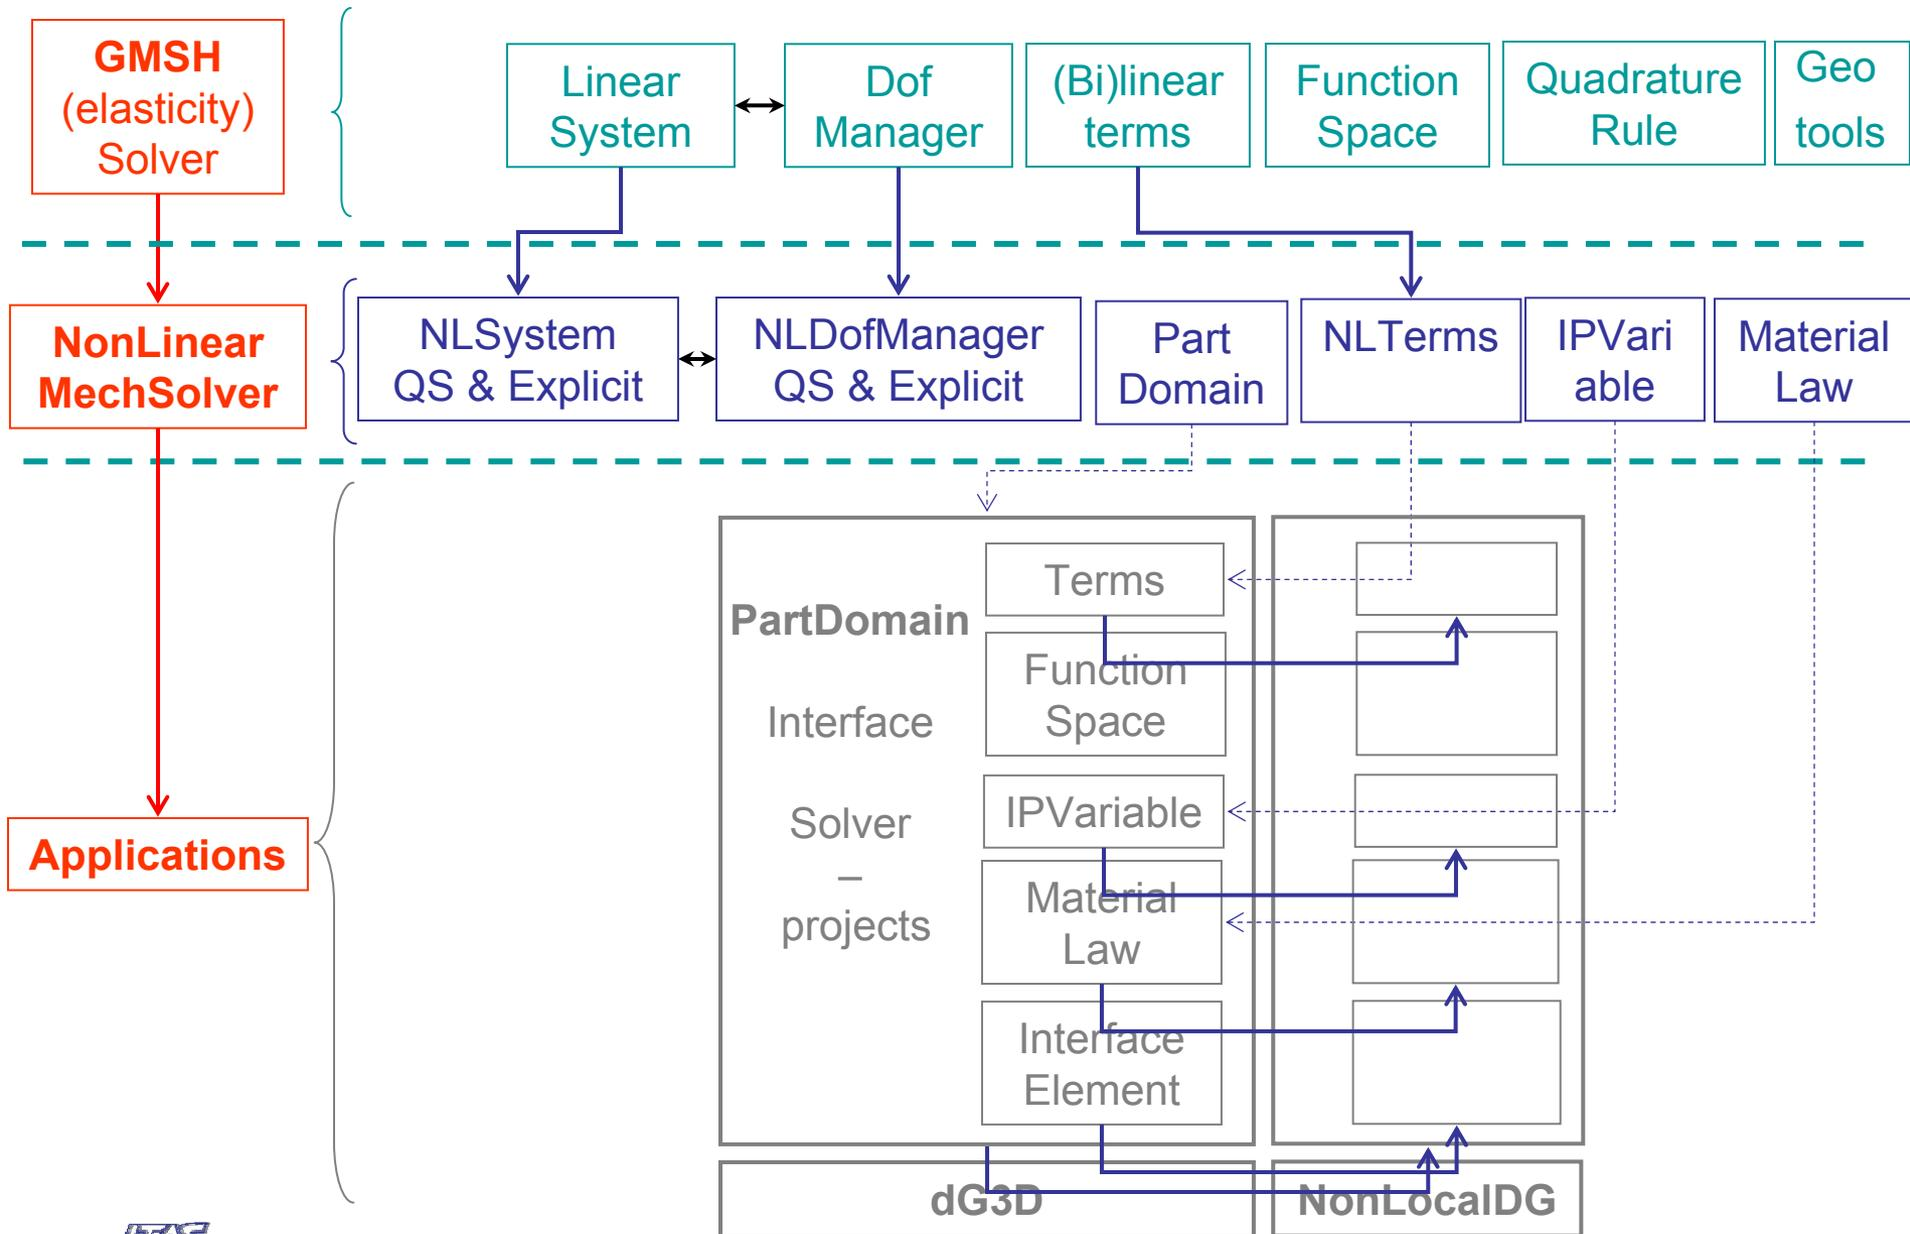 GMSH
(elasticity)
Solver
Linear
System
Dof
Manager
(Bi)linear
terms
Function
Space
Quadrature
Rule
Geo
tools
NonLinear
MechSolver
NLSystem
QS & Explicit
NLDofManager
QS & Explicit
Part
Domain
NLTerms
IPVari
able
Material
Law
Applications
PartDomain
Interface
Solver
–
projects
Terms
Function
Space
IPVariable
Material
Law
Interface
Element
dG3D
NonLocalDG